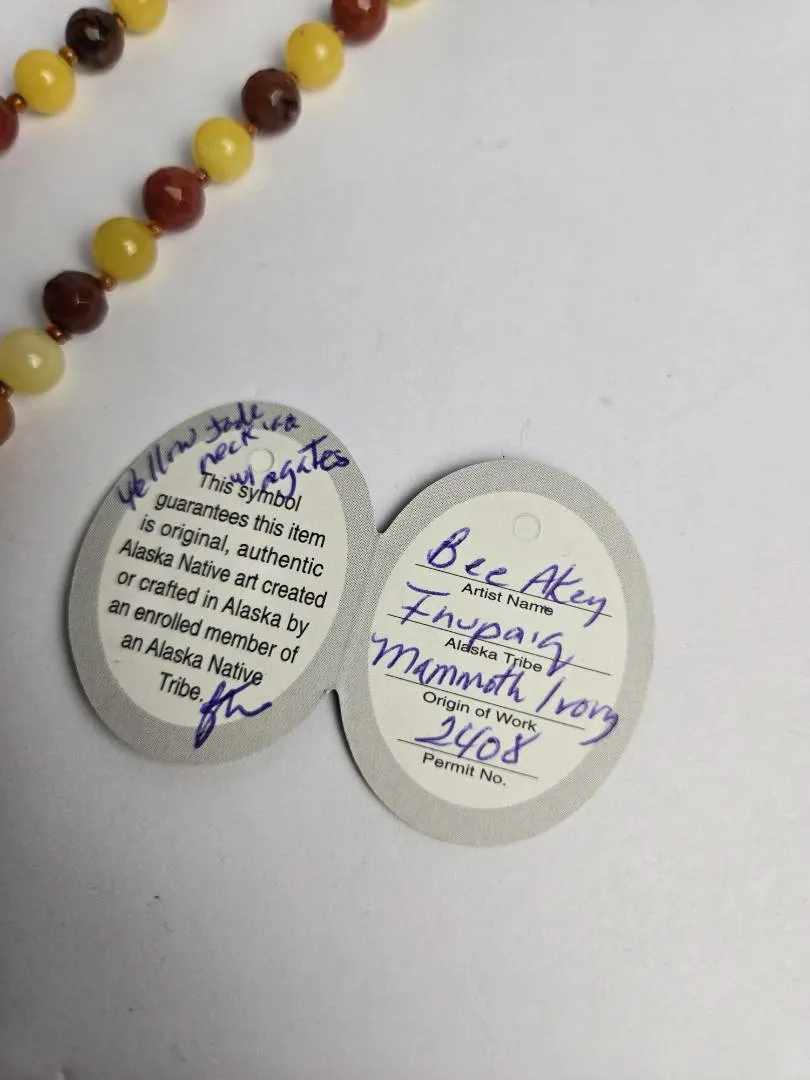 Yellow Jade
neck
w/ agates
This symbol
guarantees this item
is original, authentic
Alaska Native art created
or crafted in Alaska by
an enrolled member of
an Alaska Native
Tribe.
Bee Akey
Artist Name
Inupaiq
Alaska Tribe
Mammoth Ivory
Origin of Work
2408
Permit No.